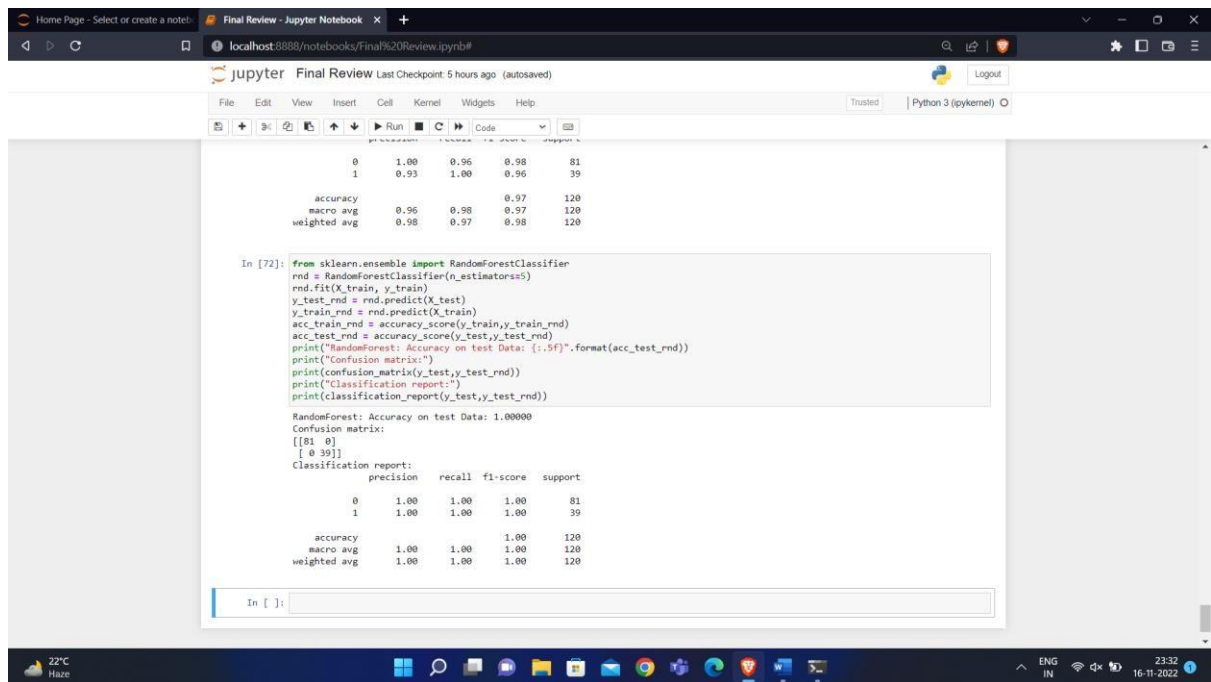 Home Page - Select or create a noteb
Final Review - Jupyter Notebook
localhost:8888/notebooks/Final%20Review.ipynb#
jupyter Final Review Last Checkpoint: 5 hours ago (autosaved)
Logout
File Edit View Insert Cell Kernel Widgets Help
Trusted Python 3 (ipykernel)
Run Code
precision recall f1-score support
0 1.00 0.96 0.98 81
1 0.93 1.00 0.96 39
accuracy 0.97 120
macro avg 0.96 0.98 0.97 120
weighted avg 0.98 0.97 0.98 120
In [72]: from sklearn.ensemble import RandomForestClassifier
rnd = RandomForestClassifier(n_estimators=5)
rnd.fit(X_train, y_train)
y_test_rnd = rnd.predict(X_test)
y_train_rnd = rnd.predict(X_train)
acc_train_rnd = accuracy_score(y_train,y_train_rnd)
acc_test_rnd = accuracy_score(y_test,y_test_rnd)
print("RandomForest: Accuracy on test Data: {:.5f}".format(acc_test_rnd))
print("Confusion matrix:")
print(confusion_matrix(y_test,y_test_rnd))
print("Classification report:")
print(classification_report(y_test,y_test_rnd))
RandomForest: Accuracy on test Data: 1.00000
Confusion matrix:
[[81 0]
[ 0 39]]
Classification report:
precision recall f1-score support
0 1.00 1.00 1.00 81
1 1.00 1.00 1.00 39
accuracy 1.00 120
macro avg 1.00 1.00 1.00 120
weighted avg 1.00 1.00 1.00 120
In [ ]:
22°C
Haze
ENG
IN
23:32
16-11-2022
1